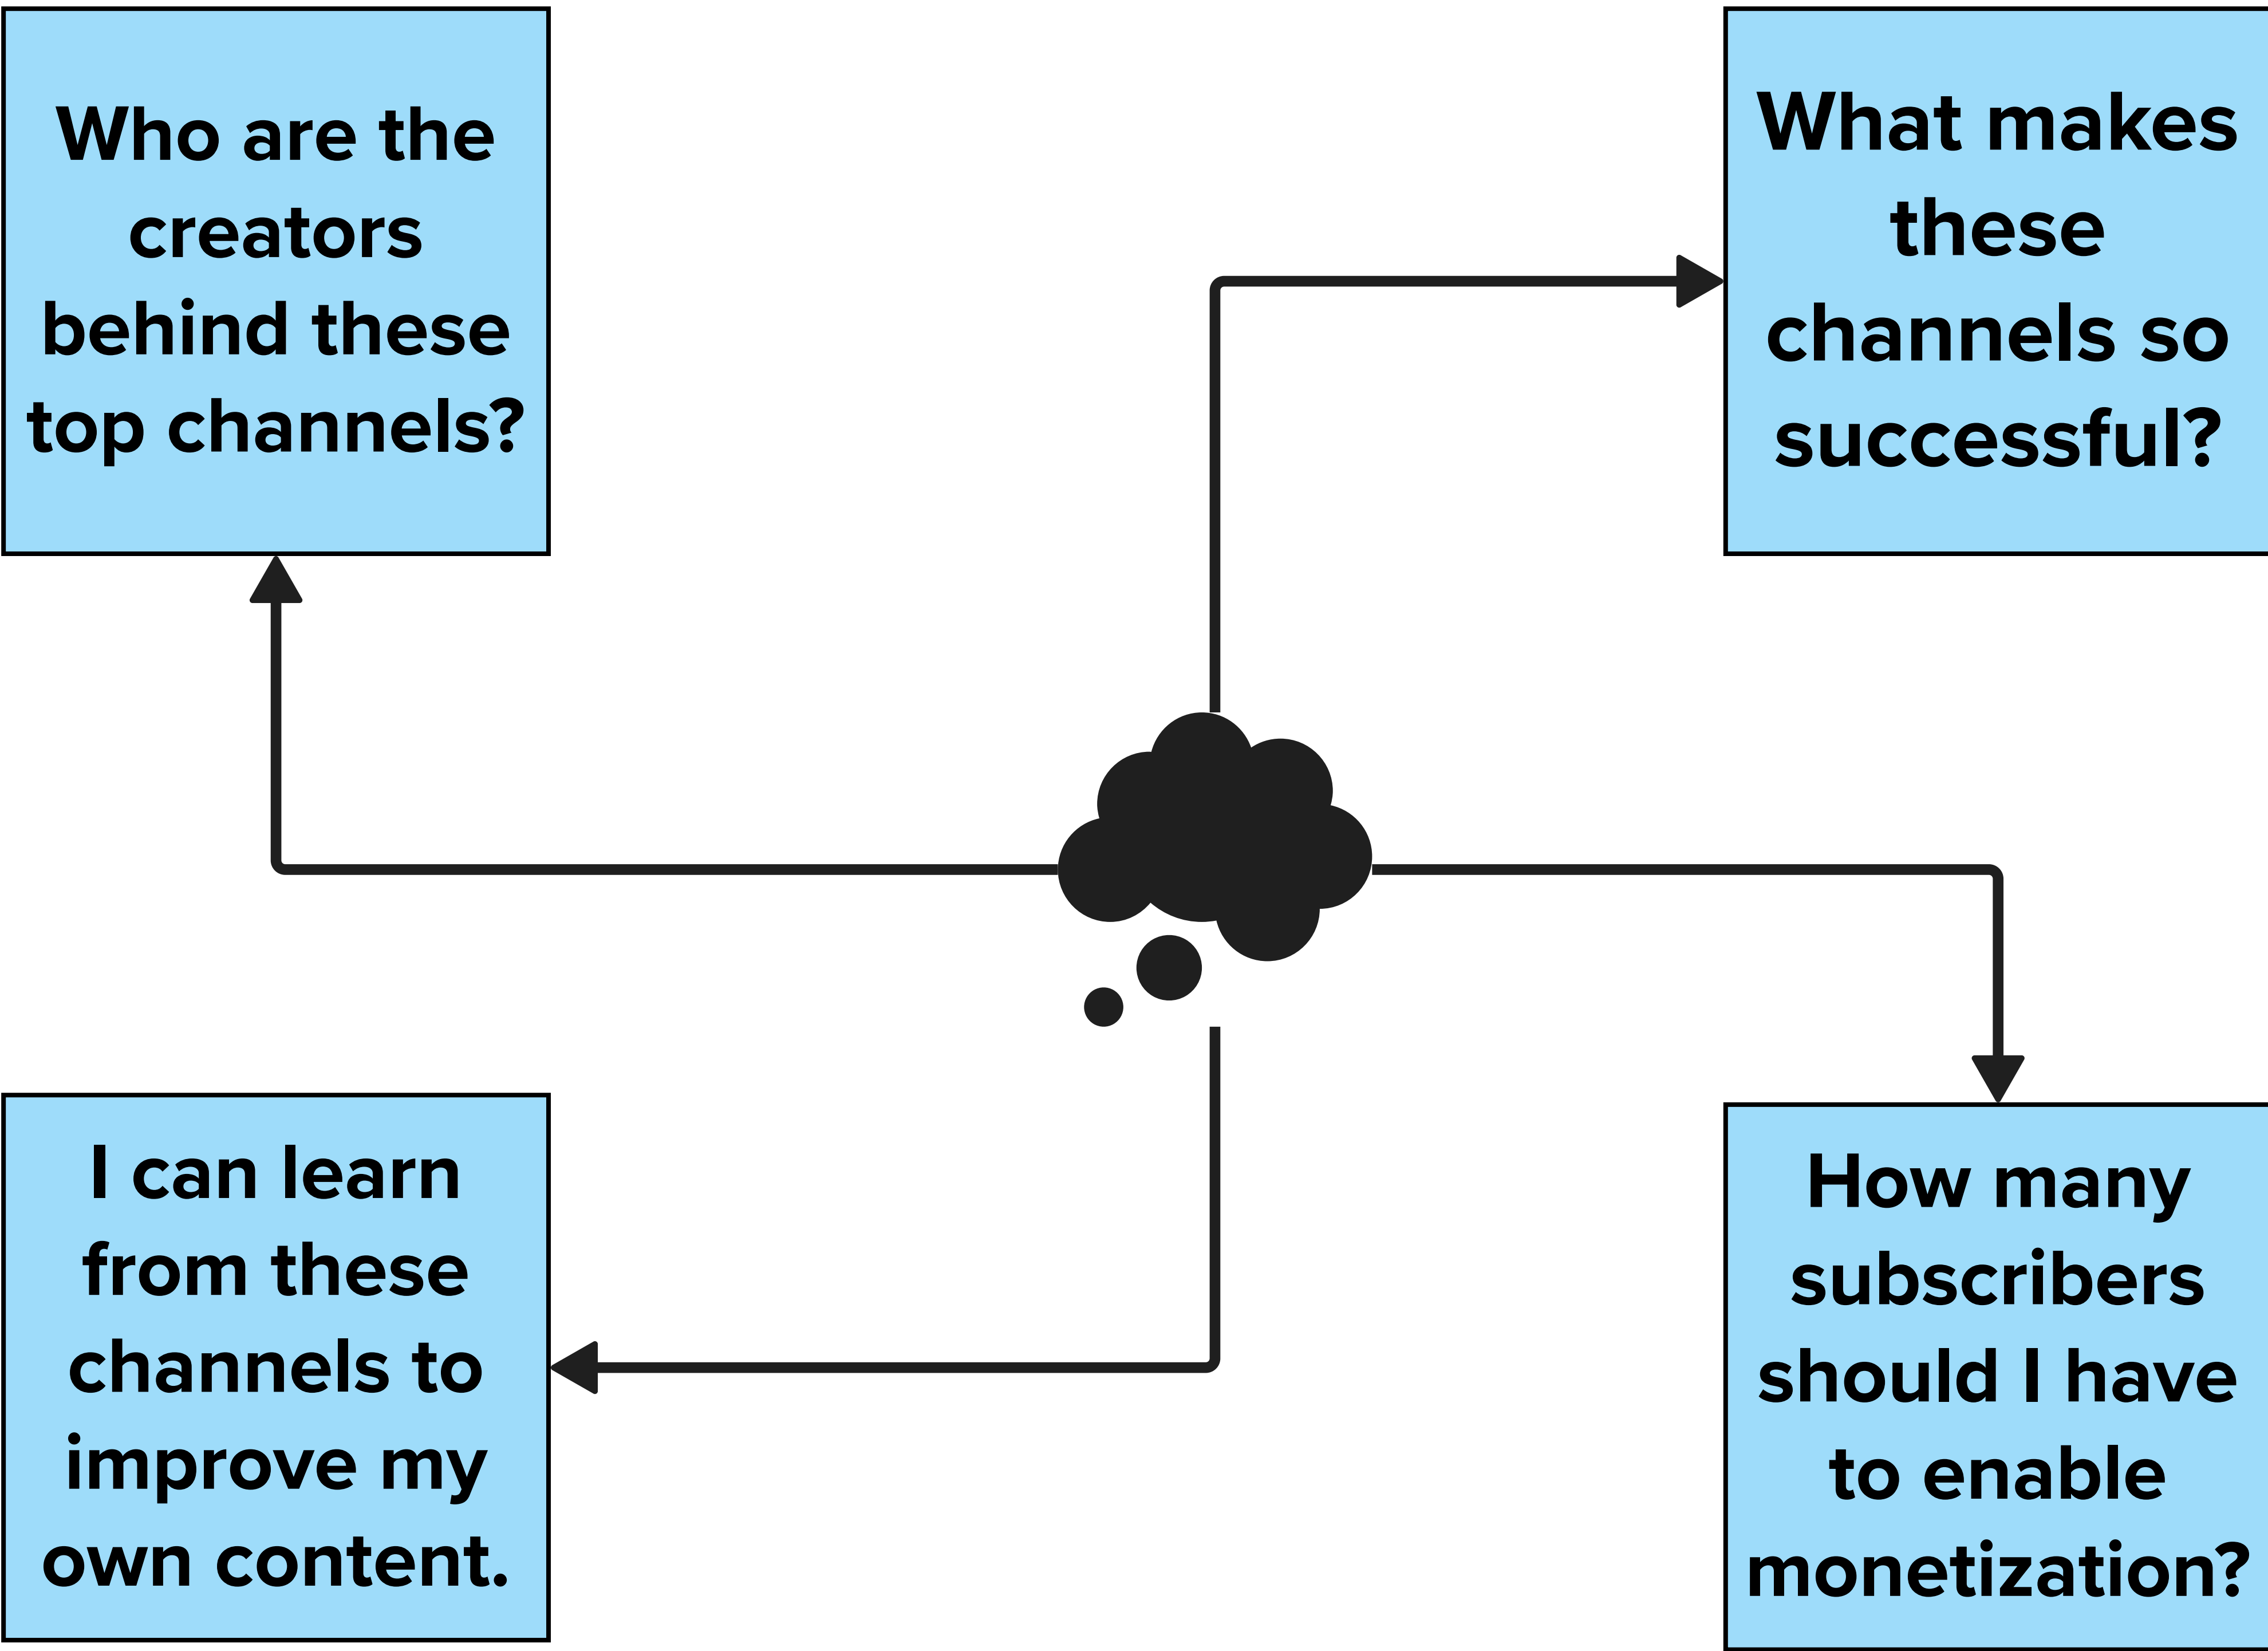 Who are the
creators
behind these
top channels?
What makes
these
channels so
successful?
I can learn
from these
channels to
improve my
own content.
How many
subscribers
should I have
to enable
monetization?